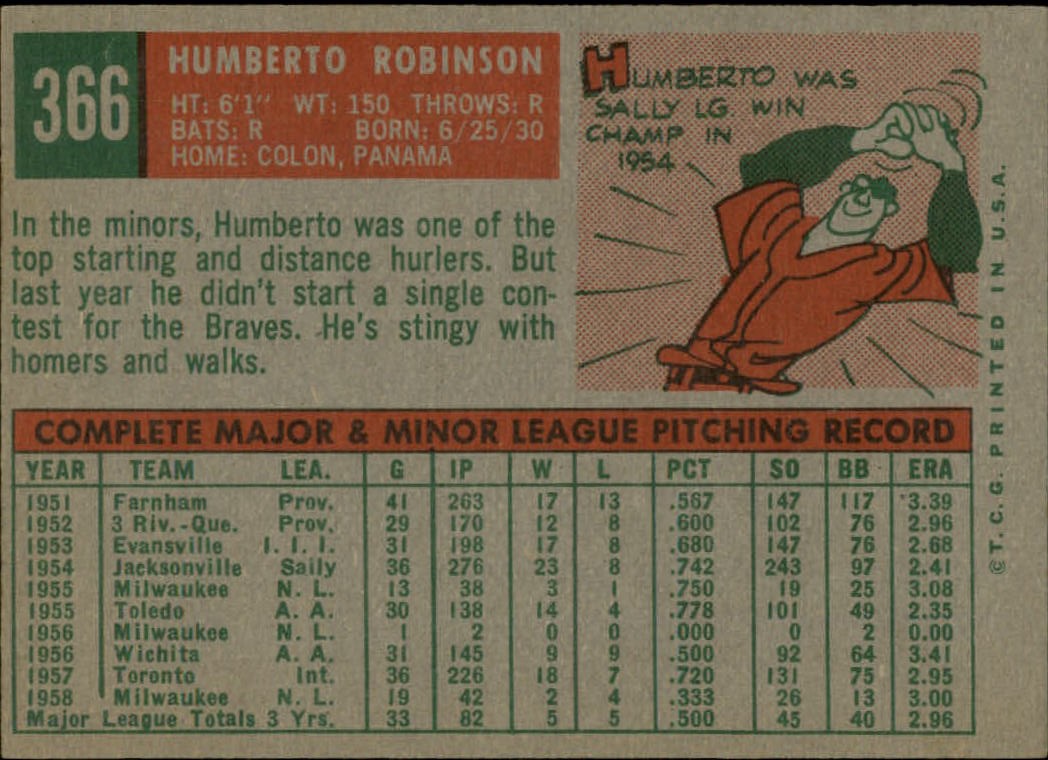 366
HUMBERTO ROBINSON
HT: 6'1" WT: 150 THROWS: R
BATS: R BORN: 6/25/30
HOME: COLON, PANAMA
HUMBERTO WAS
SALLY LG WIN
CHAMP IN
1954
In the minors, Humberto was one of the
top starting and distance hurlers. But
last year he didn't start a single con-
test for the Braves. He's stingy with
homers and walks.
COMPLETE MAJOR & MINOR LEAGUE PITCHING RECORD
YEAR TEAM LEA. G IP W L PCT SO BB ERA
1951 Farnham Prov. 41 263 17 13 .567 147 117 3.39
1952 3 Riv.-Que. Prov. 29 170 12 8 .600 102 76 2.96
1953 Evansville I. I. I. 31 198 17 8 .680 147 76 2.68
1954 Jacksonville Sally 36 276 23 8 .742 243 97 2.41
1955 Milwaukee N. L. 13 38 3 1 .750 19 25 3.08
1955 Toledo A. A. 30 138 14 4 .778 101 49 2.35
1956 Milwaukee N. L. 1 2 0 0 .000 0 2 0.00
1956 Wichita A. A. 31 145 9 9 .500 92 64 3.41
1957 Toronto Int. 36 226 18 7 .720 131 75 2.95
1958 Milwaukee N. L. 19 42 2 4 .333 26 13 3.00
Major League Totals 3 Yrs. 33 82 5 5 .500 45 40 2.96
© T. C. G. PRINTED IN U.S.A.